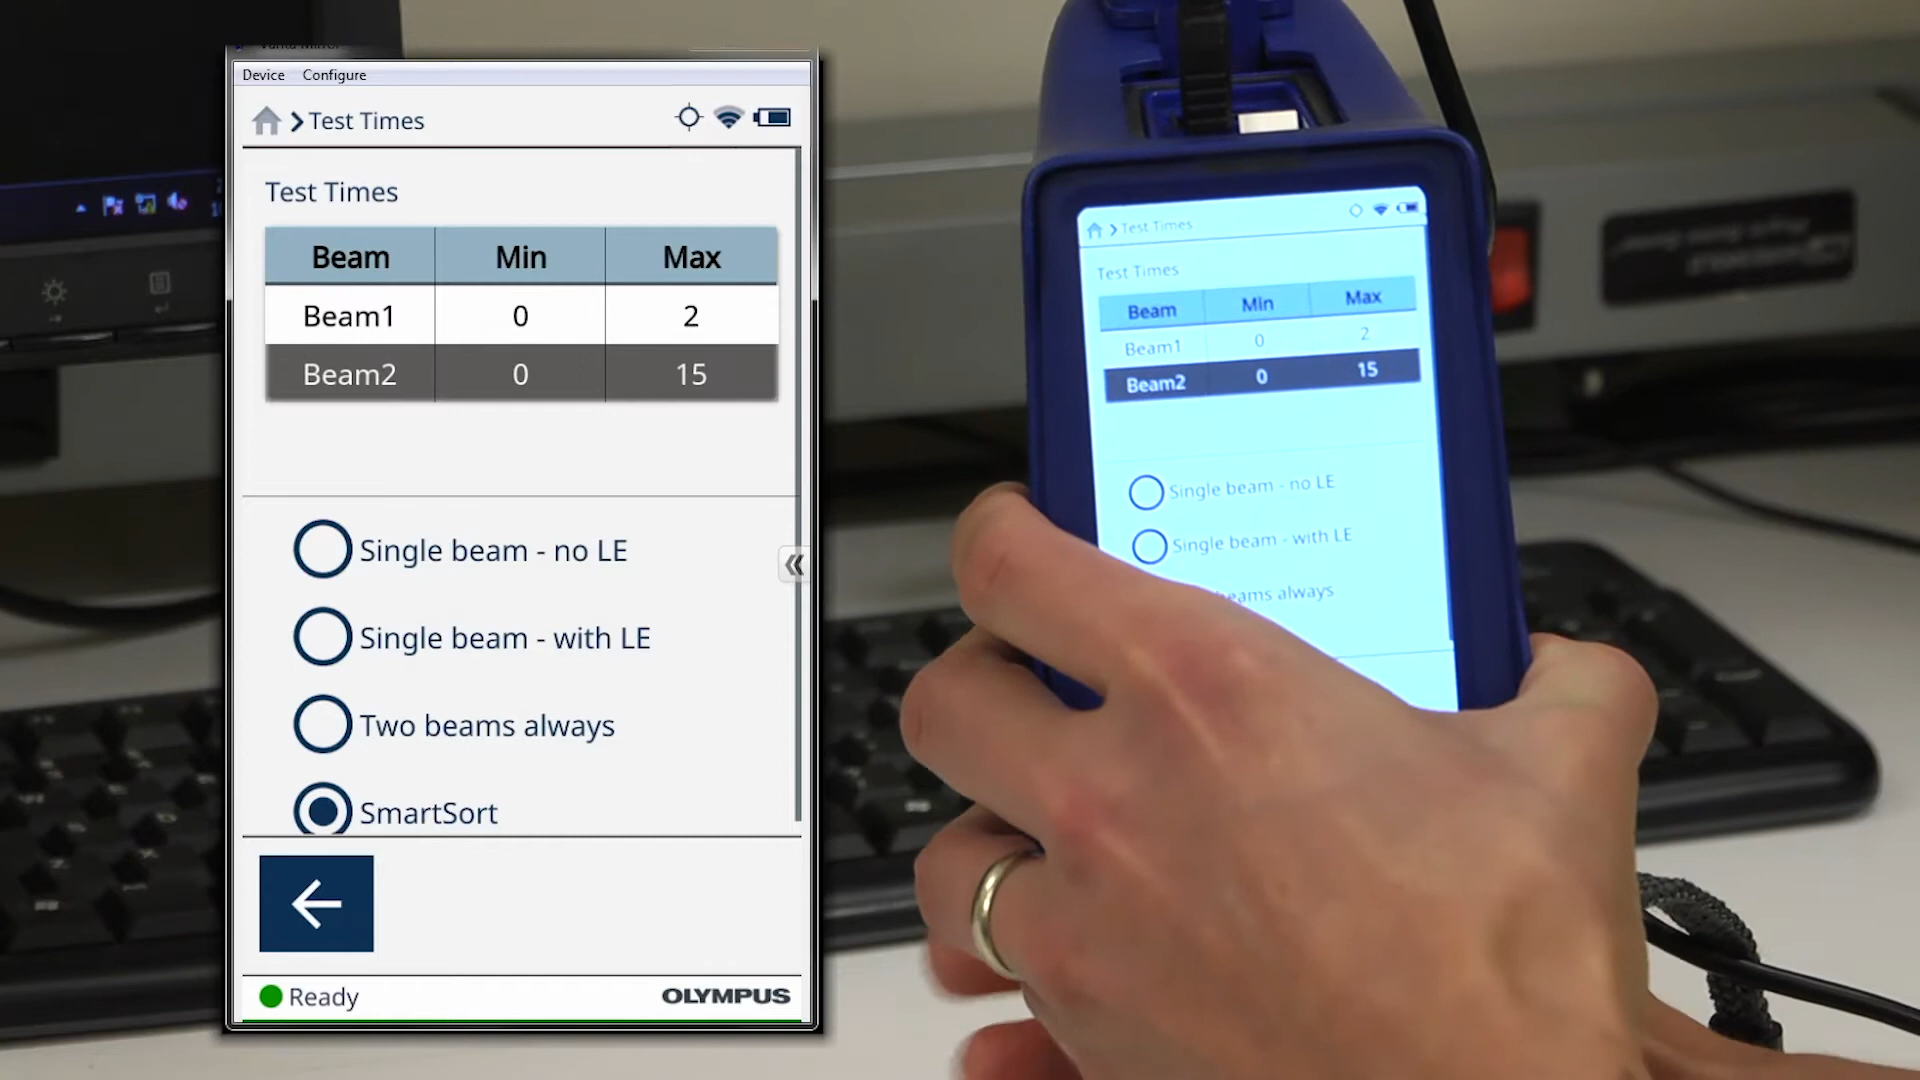 Device Configure
Test Times
Test Times
Beam Min Max
Beam1 0 2
Beam2 0 15
Single beam - no LE
Single beam - with LE
Two beams always
SmartSort
Ready
OLYMPUS
Test Times
Test Times
Beam Min Max
Beam1 0 2
Beam2 0 15
Single beam - no LE
Single beam - with LE
beams always